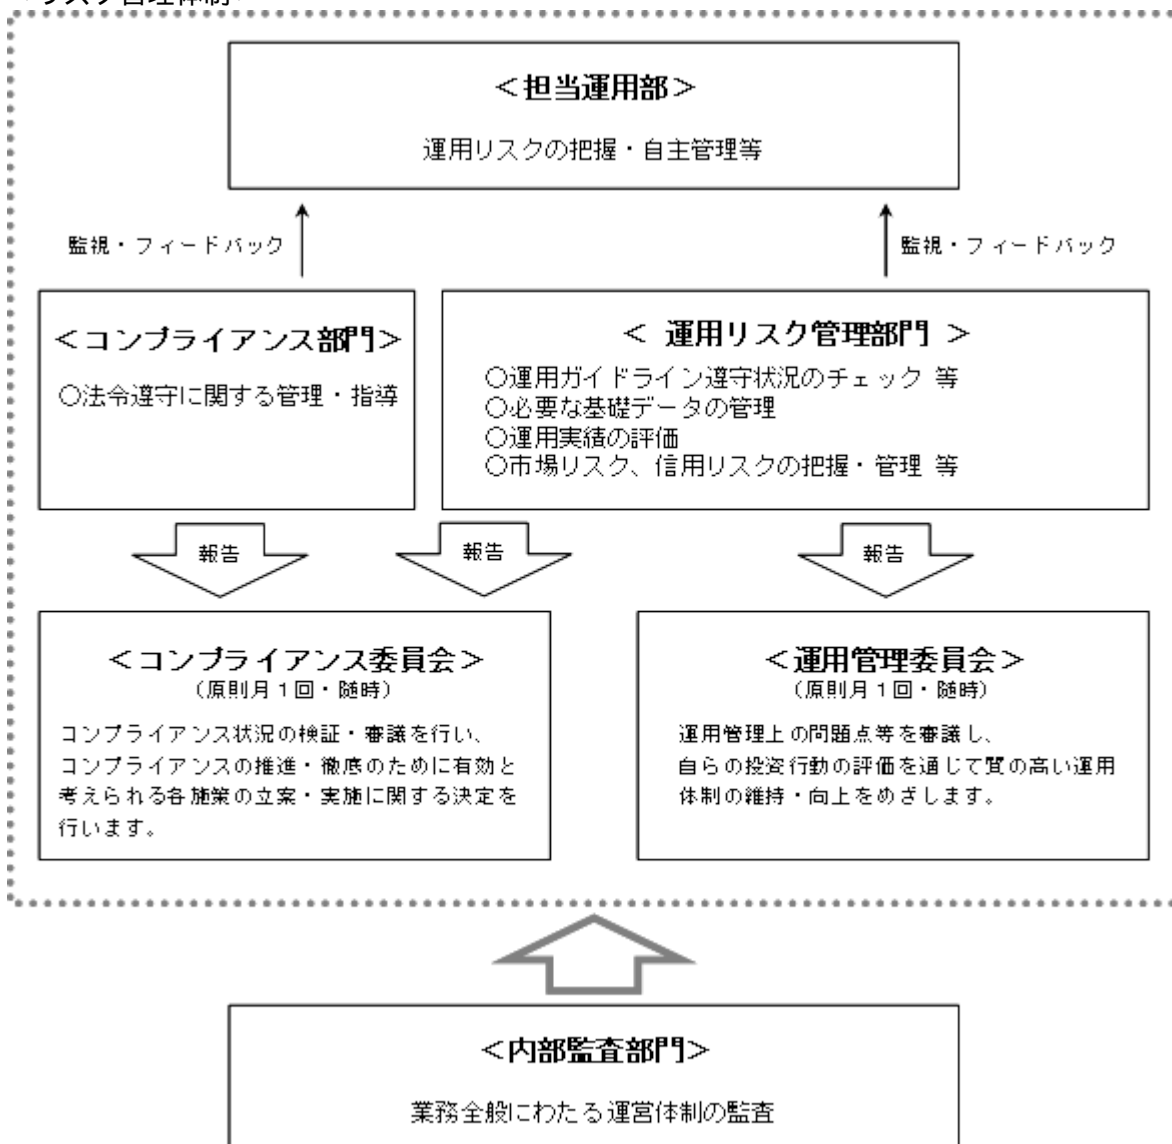 ＜担当運用部＞
運用リスクの把握・自主管理等
監視・フィードバック
監視・フィードバック
＜コンプライアンス部門＞
○法令遵守に関する管理・指導
＜ 運用リスク管理部門 ＞
○運用ガイドライン遵守状況のチェック 等
○必要な基礎データの管理
○運用実績の評価
○市場リスク、信用リスクの把握・管理 等
報告
報告
報告
＜コンプライアンス委員会＞
（原則月１回・随時）
コンプライアンス状況の検証・審議を行い、
コンプライアンスの推進・徹底のために有効と
考えられる各施策の立案・実施に関する決定を
行います。
＜運用管理委員会＞
（原則月１回・随時）
運用管理上の問題点等を審議し、
自らの投資行動の評価を通じて質の高い運用
体制の維持・向上をめざします。
＜内部監査部門＞
業務全般にわたる運営体制の監査